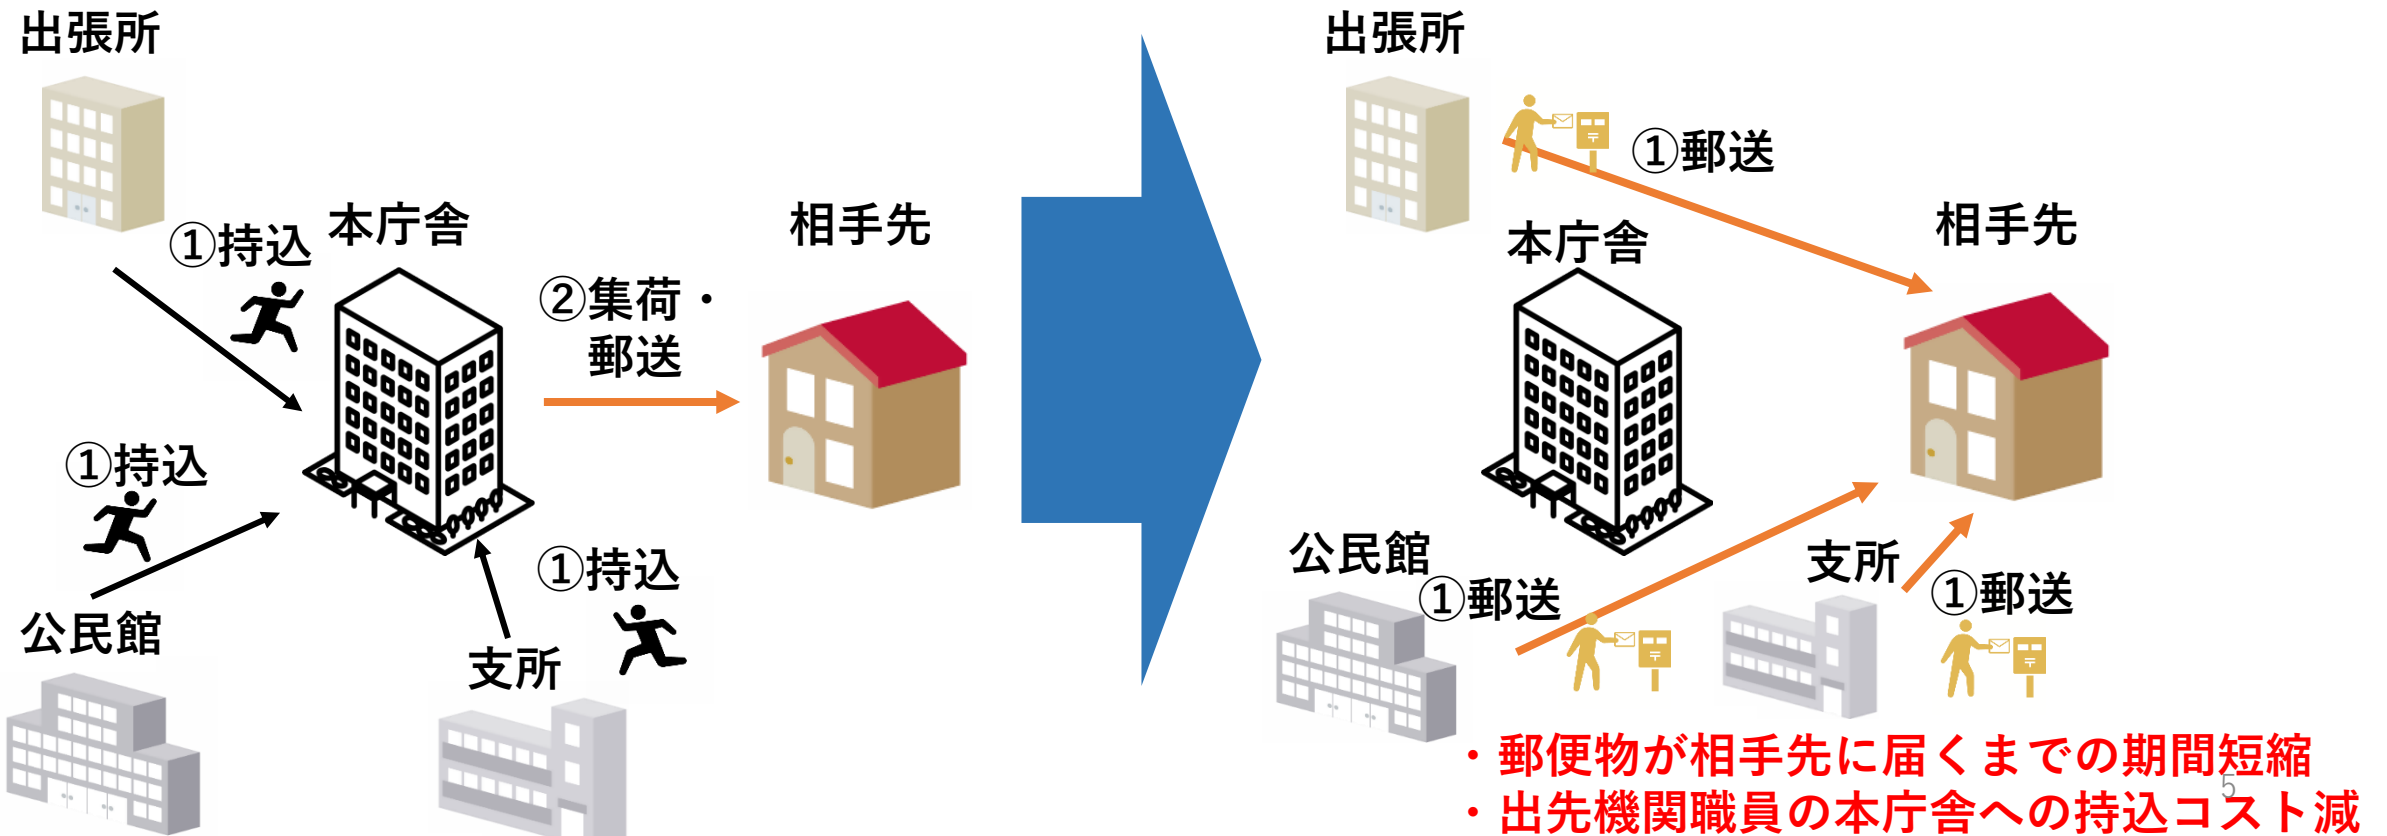 出張所
①持込
本庁舎
②集荷・
郵送
相手先
①持込
公民館
①持込
支所
出張所
①郵送
本庁舎
相手先
公民館
①郵送
支所
①郵送
〒
〒
〒
・郵便物が相手先に届くまでの期間短縮
・出先機関職員の本庁舎への持込コスト減
5